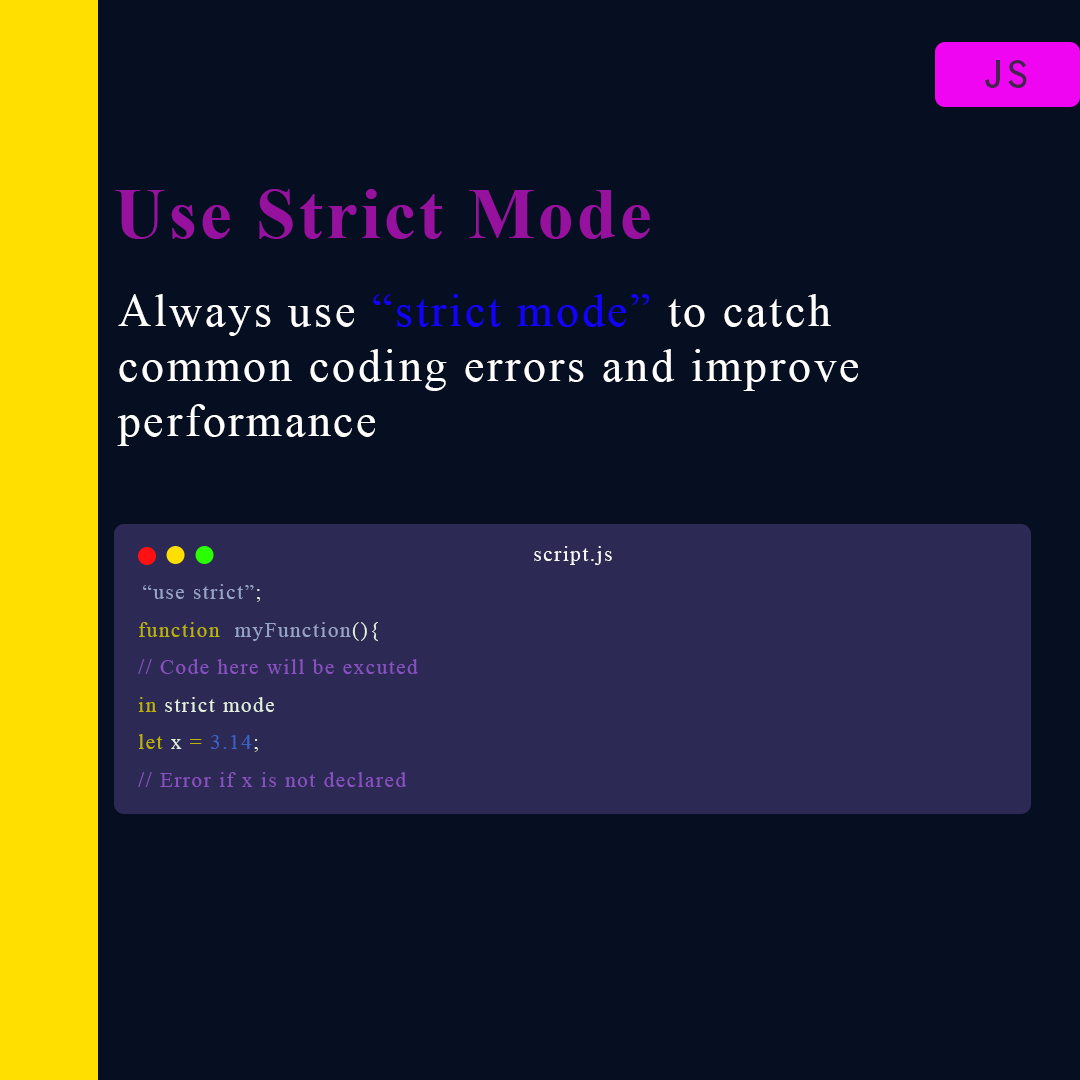 JS
Use Strict Mode
Always use “strict mode” to catch
common coding errors and improve
performance
script.js
“use strict”;
function myFunction(){
// Code here will be excuted
in strict mode
let x = 3.14;
// Error if x is not declared